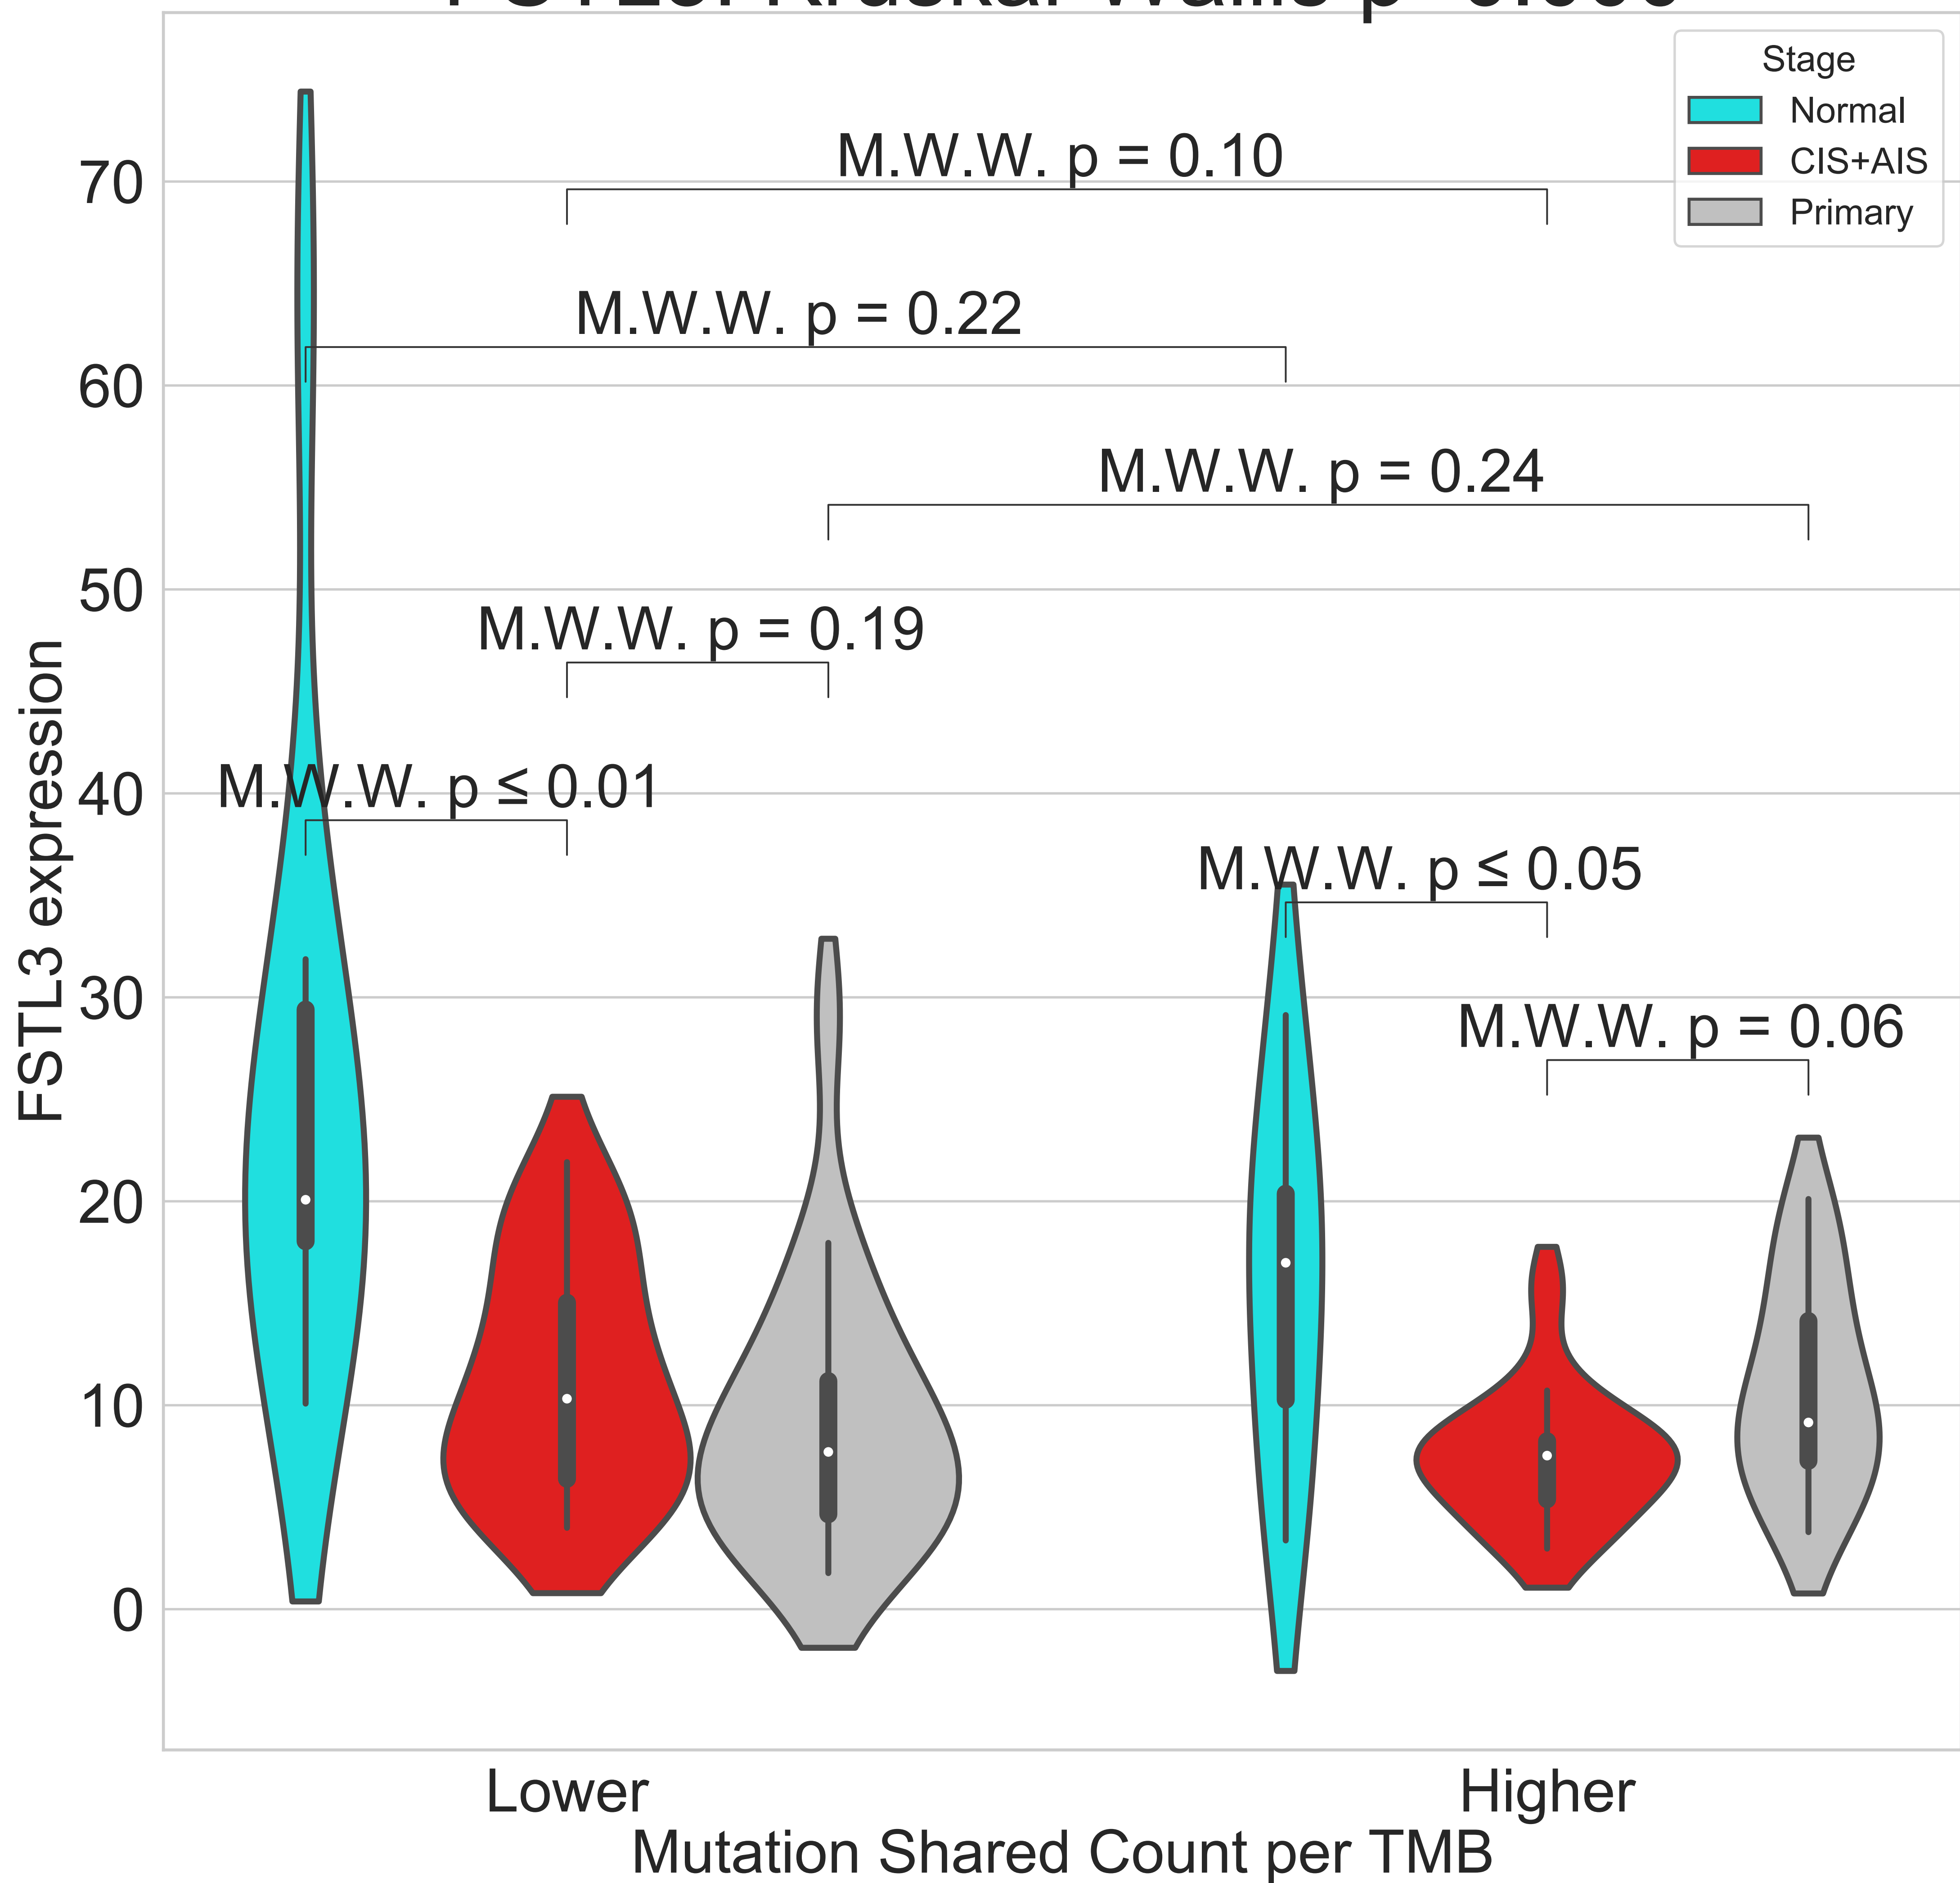 Stage
Normal
CIS+AIS
Primary
M.W.W. p = 0.10
70
M.W.W. p = 0.22
60
M.W.W. p = 0.24
50
M.W.W. p = 0.19
40
M.W.W. p ≤ 0.01
M.W.W. p ≤ 0.05
30
M.W.W. p = 0.06
20
10
0
FSTL3 expression
Lower
Higher
Mutation Shared Count per TMB